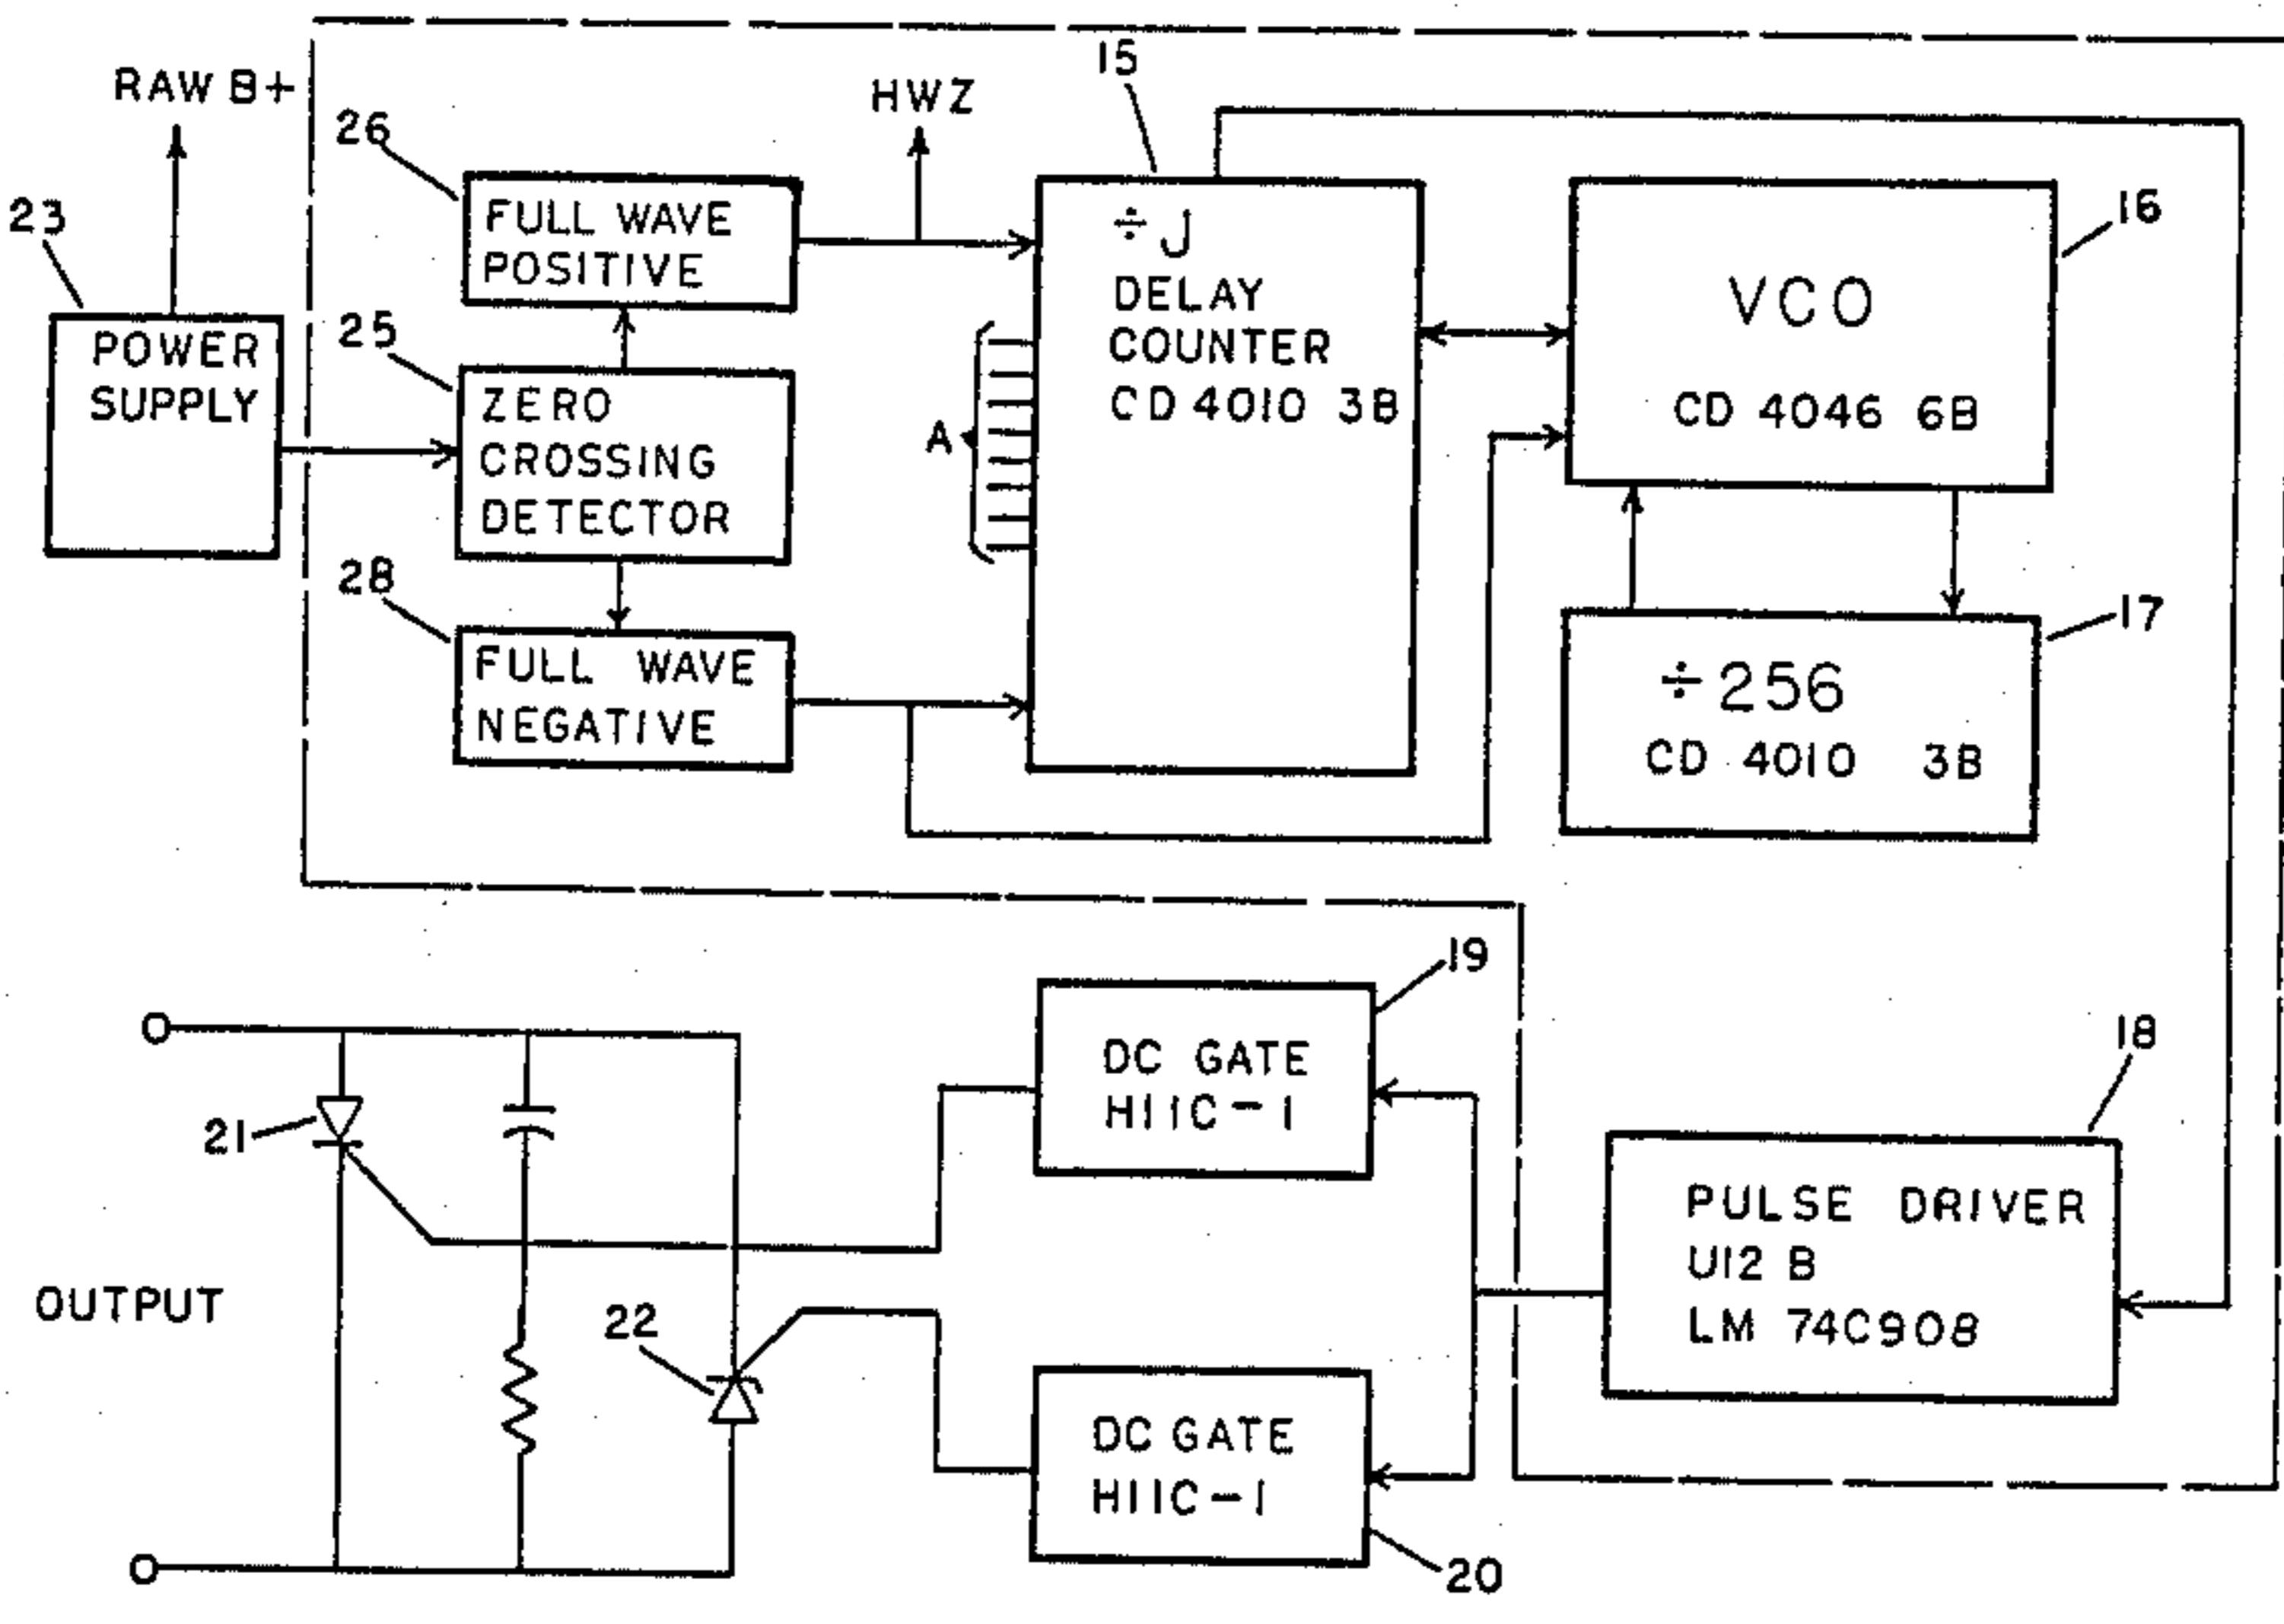 RAW B+
23
POWER
SUPPLY
26
FULL WAVE
POSITIVE
HWZ
25
ZERO
CROSSING
DETECTOR
28
FULL WAVE
NEGATIVE
A
15
÷J
DELAY
COUNTER
CD 4010 3B
16
VCO
CD 4046 6B
17
÷256
CD 4010 3B
19
DC GATE
H11C-1
18
PULSE DRIVER
U12 B
LM 74C908
21
OUTPUT
22
DC GATE
H11C-1
20